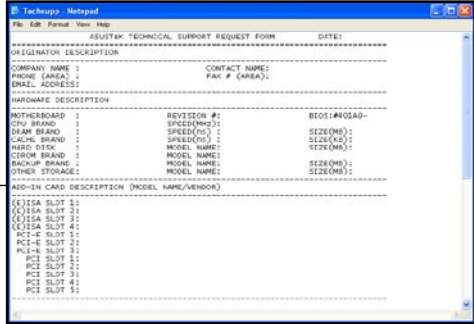 Techsupp - Notepad
File Edit Format View Help
ASUSTeK TECHNICAL SUPPORT REQUEST FORM DATE:
ORIGINATOR DESCRIPTION
COMPANY NAME : CONTACT NAME:
PHONE (AREA) : FAX # (AREA):
EMAIL ADDRESS:
HARDWARE DESCRIPTION
MOTHERBOARD : REVISION #: BIOS:#401A0-
CPU BRAND : SPEED(MHz):
DRAM BRAND : SPEED(ns) : SIZE(MB):
CACHE BRAND : SPEED(ns) : SIZE(KB):
HARD DISK : MODEL NAME: SIZE(MB):
CDROM BRAND : MODEL NAME:
BACKUP BRAND : MODEL NAME: SIZE(MB):
OTHER STORAGE: MODEL NAME: SIZE(MB):
ADD-IN CARD DESCRIPTION (MODEL NAME/VENDOR)
(E)ISA SLOT 1:
(E)ISA SLOT 2:
(E)ISA SLOT 3:
(E)ISA SLOT 4:
PCI-E SLOT 1:
PCI-E SLOT 2:
PCI-E SLOT 3:
PCI SLOT 1:
PCI SLOT 2:
PCI SLOT 3:
PCI SLOT 4:
PCI SLOT 5: